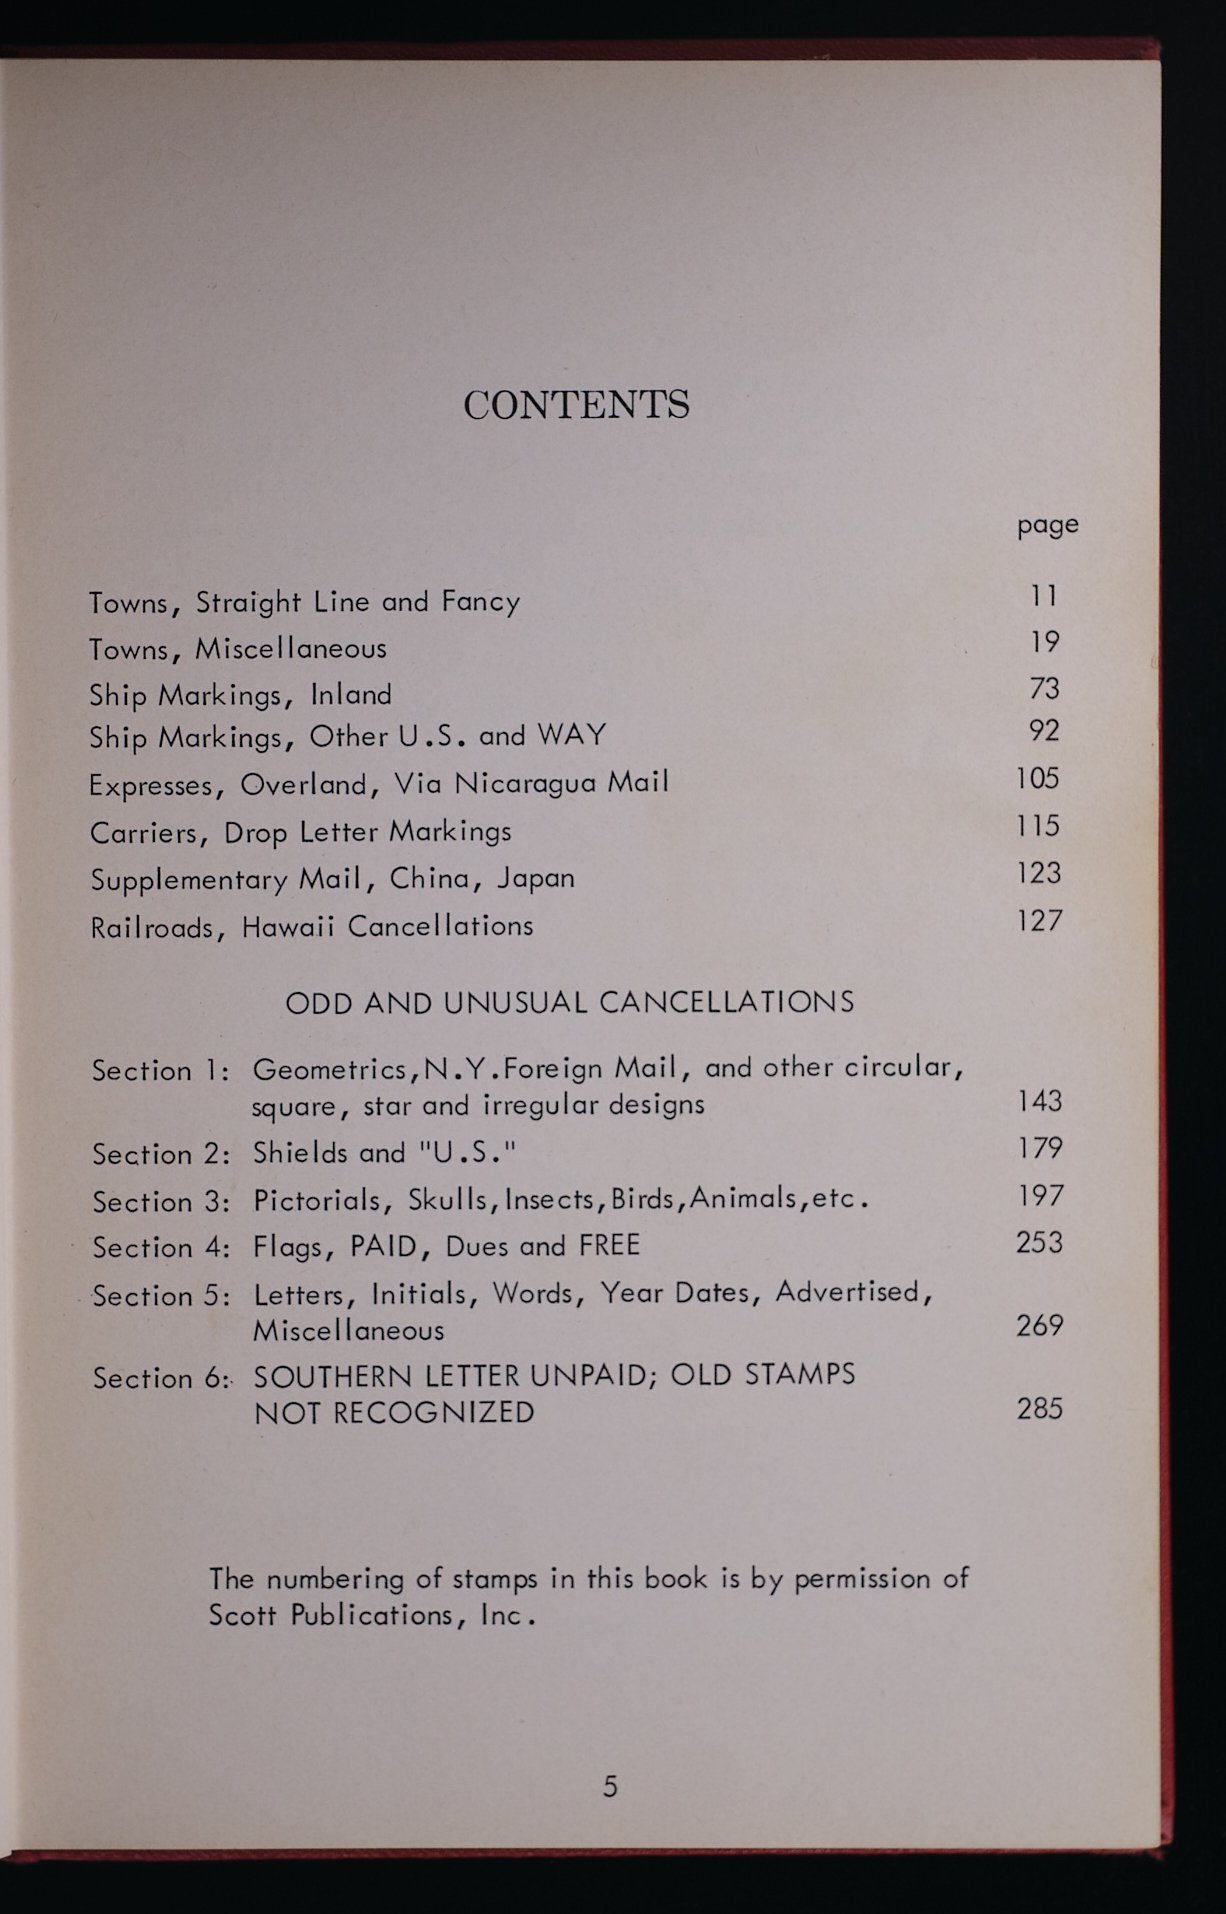 CONTENTS
page
Towns, Straight Line and Fancy 11
Towns, Miscellaneous 19
Ship Markings, Inland 73
Ship Markings, Other U.S. and WAY 92
Expresses, Overland, Via Nicaragua Mail 105
Carriers, Drop Letter Markings 115
Supplementary Mail, China, Japan 123
Railroads, Hawaii Cancellations 127
ODD AND UNUSUAL CANCELLATIONS
Section 1: Geometrics, N.Y. Foreign Mail, and other circular,
square, star and irregular designs 143
Section 2: Shields and "U.S." 179
Section 3: Pictorials, Skulls, Insects, Birds, Animals, etc. 197
Section 4: Flags, PAID, Dues and FREE 253
Section 5: Letters, Initials, Words, Year Dates, Advertised,
Miscellaneous 269
Section 6: SOUTHERN LETTER UNPAID; OLD STAMPS
NOT RECOGNIZED 285
The numbering of stamps in this book is by permission of
Scott Publications, Inc.
5